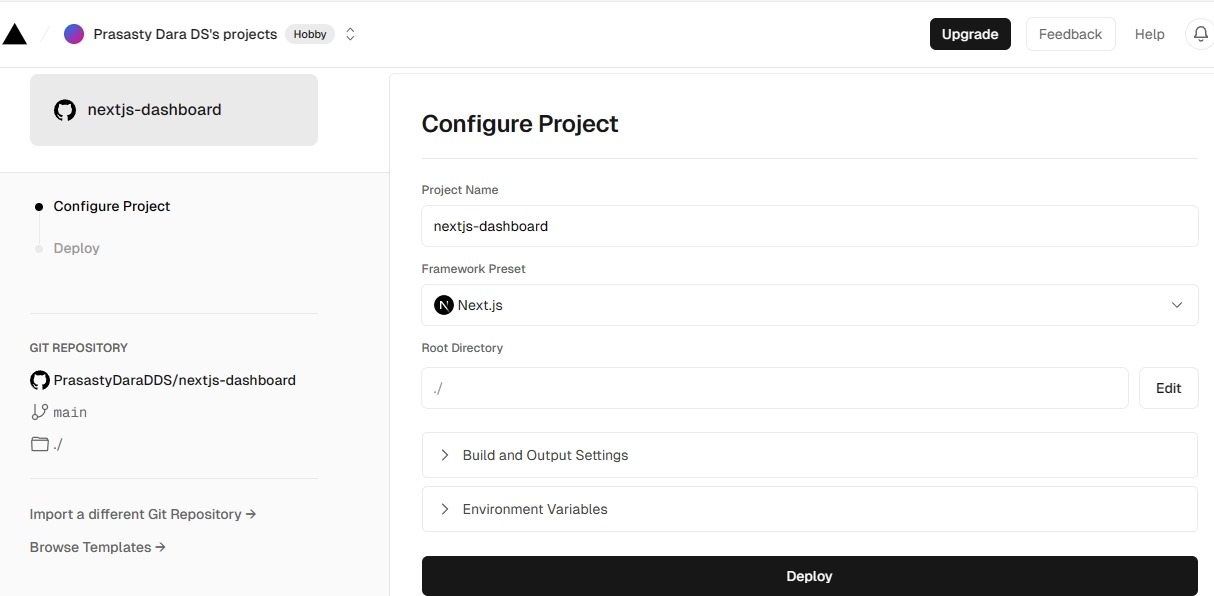 Prasasty Dara DS's projects Hobby
Upgrade Feedback Help
nextjs-dashboard
Configure Project
Deploy
GIT REPOSITORY
PrasastyDaraDDS/nextjs-dashboard
main
./
Import a different Git Repository →
Browse Templates →
Configure Project
Project Name
nextjs-dashboard
Framework Preset
N Next.js
Root Directory
./ Edit
Build and Output Settings
Environment Variables
Deploy